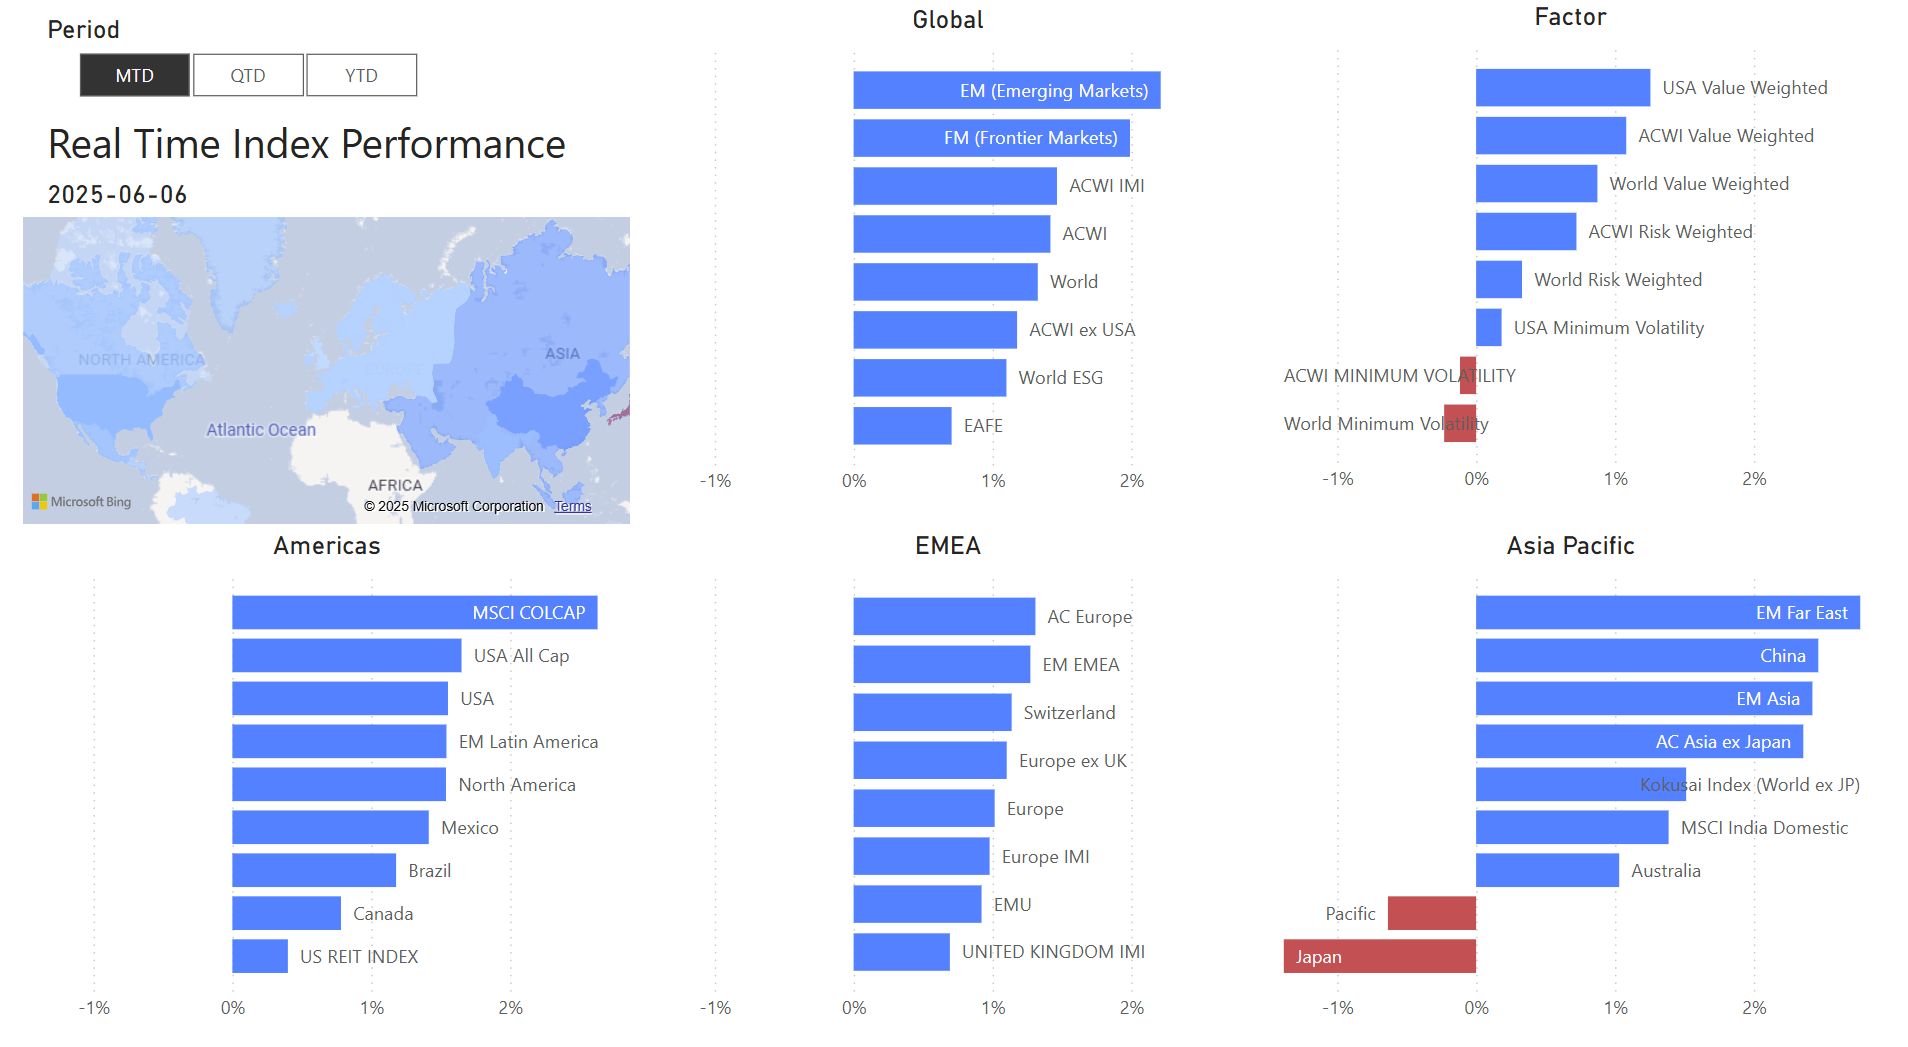 Period
MTD
QTD
YTD
Real Time Index Performance
2025-06-06
NORTH AMERICA
EUROPE
ASIA
Atlantic Ocean
AFRICA
Microsoft Bing
© 2025 Microsoft Corporation Terms
Global
EM (Emerging Markets)
FM (Frontier Markets)
ACWI IMI
ACWI
World
ACWI ex USA
World ESG
EAFE
-1% 0% 1% 2%
Factor
USA Value Weighted
ACWI Value Weighted
World Value Weighted
ACWI Risk Weighted
World Risk Weighted
USA Minimum Volatility
ACWI MINIMUM VOLATILITY
World Minimum Volatility
-1% 0% 1% 2%
Americas
MSCI COLCAP
USA All Cap
USA
EM Latin America
North America
Mexico
Brazil
Canada
US REIT INDEX
-1% 0% 1% 2%
EMEA
AC Europe
EM EMEA
Switzerland
Europe ex UK
Europe
Europe IMI
EMU
UNITED KINGDOM IMI
-1% 0% 1% 2%
Asia Pacific
EM Far East
China
EM Asia
AC Asia ex Japan
Kokusai Index (World ex JP)
MSCI India Domestic
Australia
Pacific
Japan
-1% 0% 1% 2%